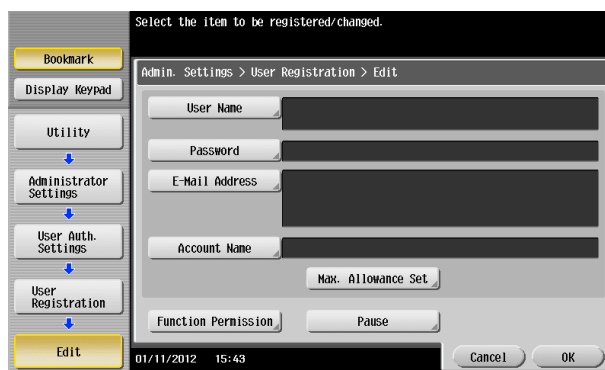 Select the item to be registered/changed.
Bookmark
Display Keypad
Utility
Administrator
Settings
User Auth.
Settings
User
Registration
Edit
Admin. Settings > User Registration > Edit
User Name
Password
E-Mail Address
Account Name
Max. Allowance Set
Function Permission
Pause
01/11/2012 15:43
Cancel
OK